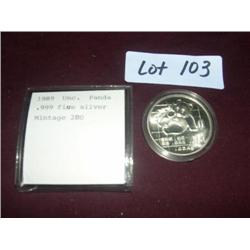 Lot 103
1989 Unc. Panda
.999 fine silver
Mintage 280